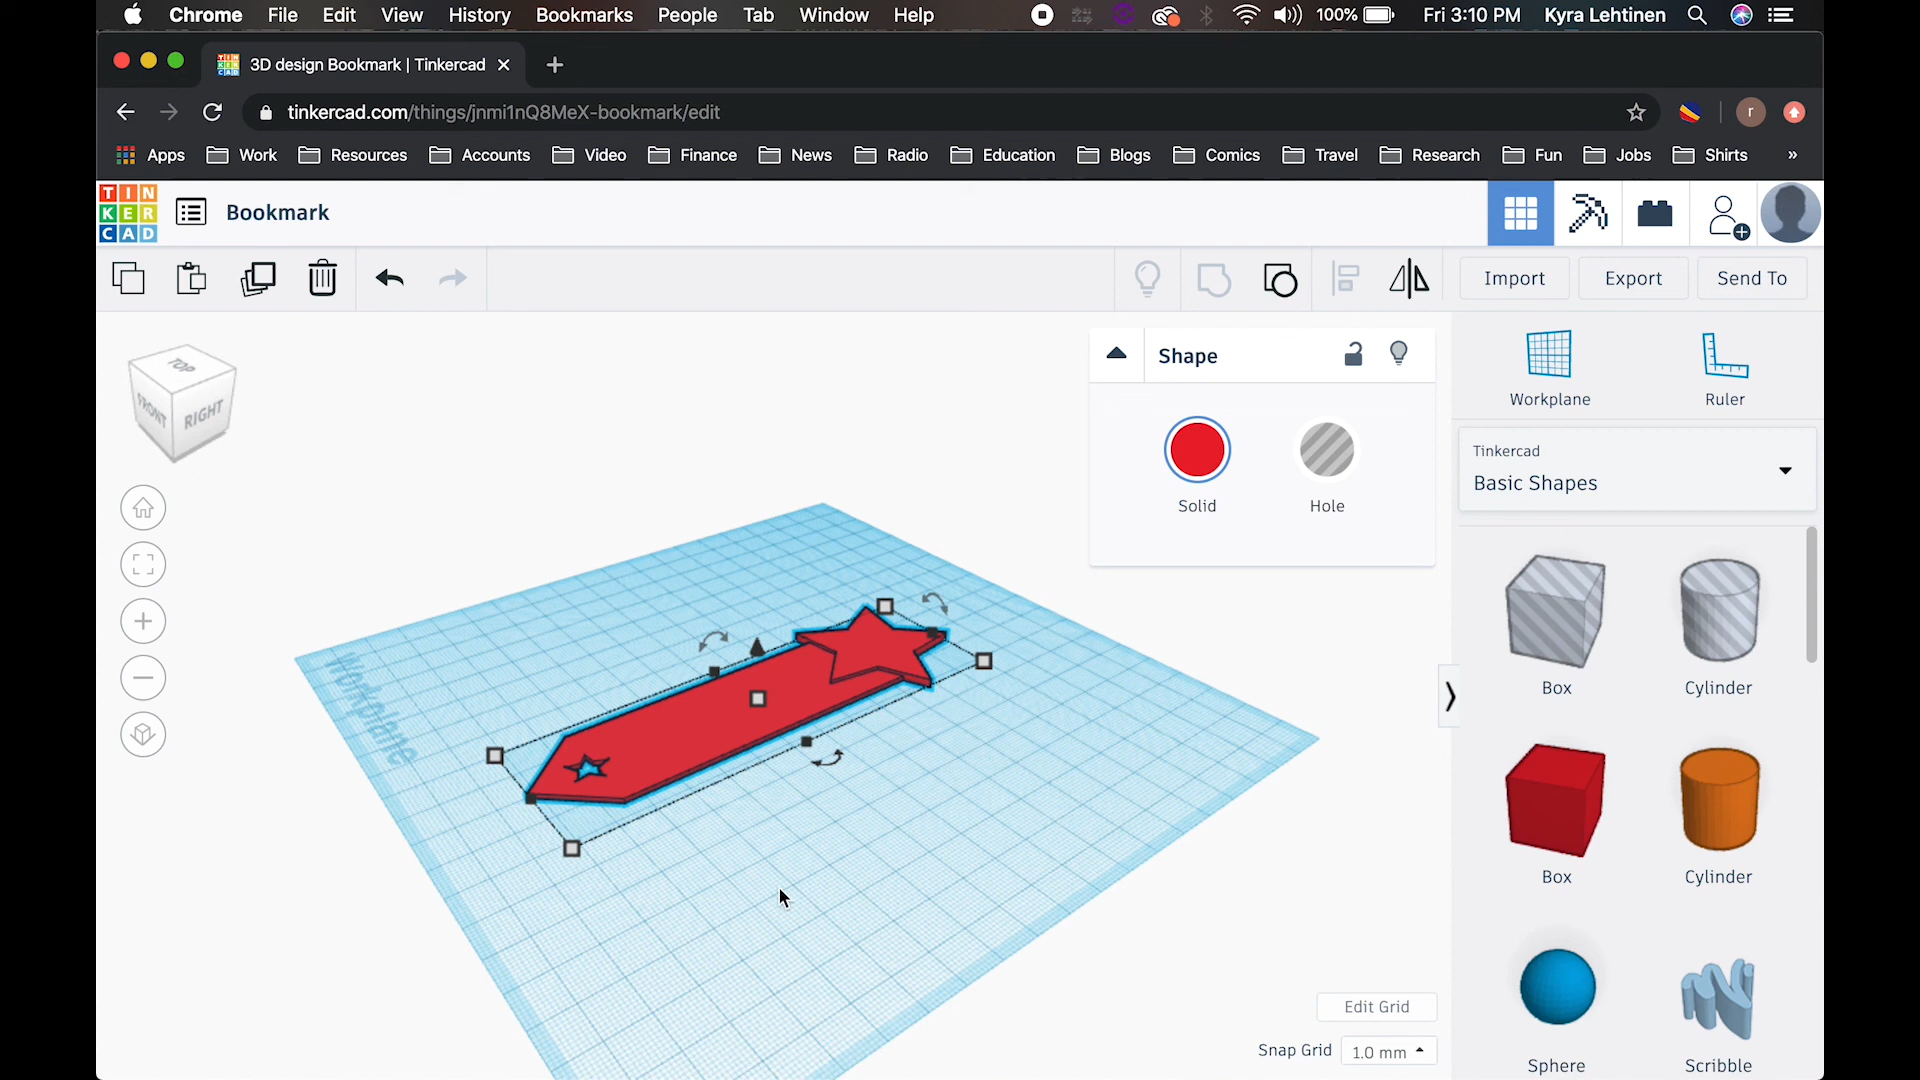 Chrome File Edit View History Bookmarks People Tab Window Help 100% Fri 3:10 PM Kyra Lehtinen
3D design Bookmark | Tinkercad
tinkercad.com/things/jnmi1nQ8MeX-bookmark/edit
r
Apps Work Resources Accounts Video Finance News Radio Education Blogs Comics Travel Research Fun Jobs Shirts »
TIN
KER
CAD
Bookmark
Import Export Send To
TOP
FRONT RIGHT
Shape
Solid Hole
Workplane Ruler
Tinkercad
Basic Shapes
Workplane
Box Cylinder
Box Cylinder
Sphere Scribble
Edit Grid
Snap Grid 1.0 mm